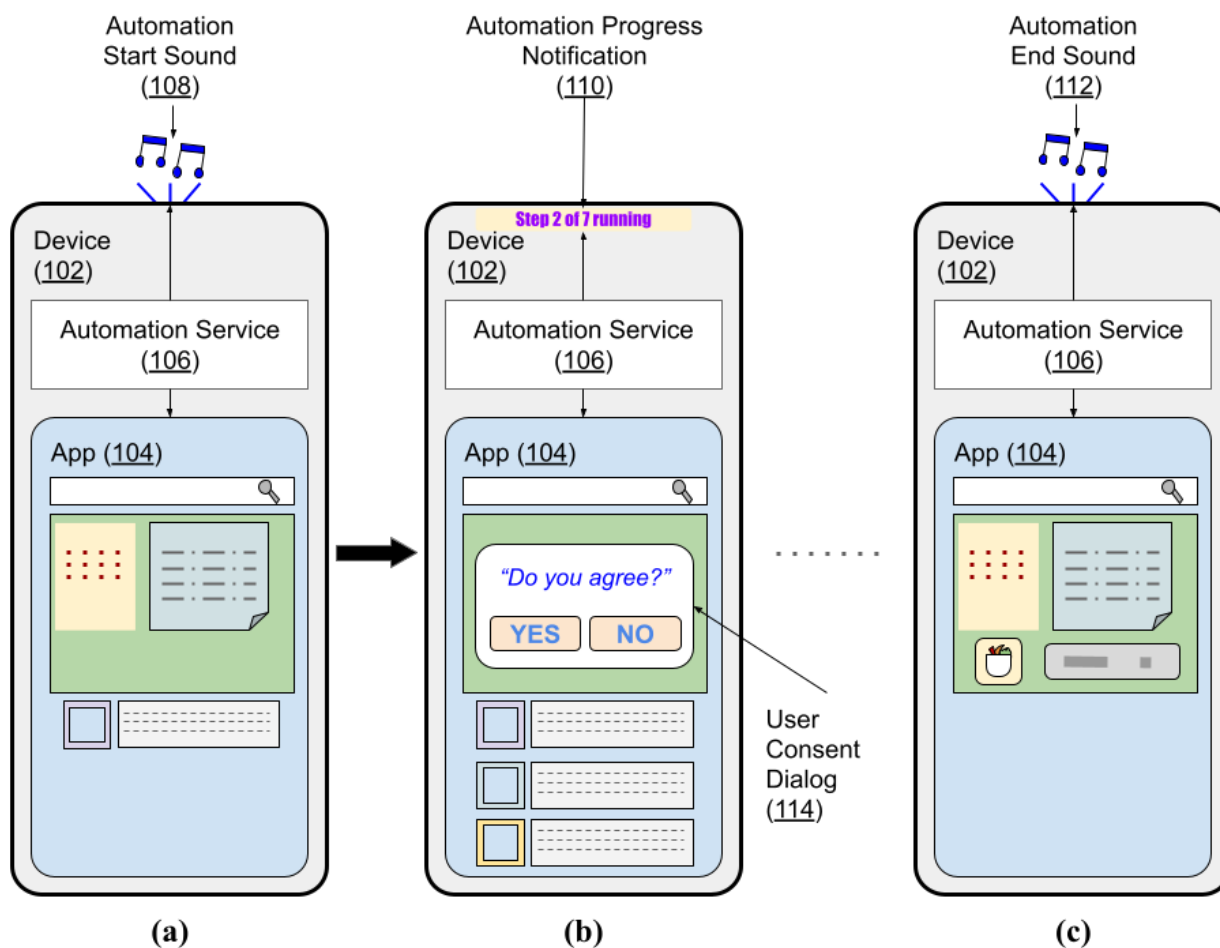 Automation
Start Sound
(108)
Automation Progress
Notification
(110)
Automation
End Sound
(112)
Device
(102)
Automation Service
(106)
App (104)
Step 2 of 7 running
Device
(102)
Automation Service
(106)
App (104)
“Do you agree?”
YES
NO
User
Consent
Dialog
(114)
Device
(102)
Automation Service
(106)
App (104)
(a)
(b)
(c)